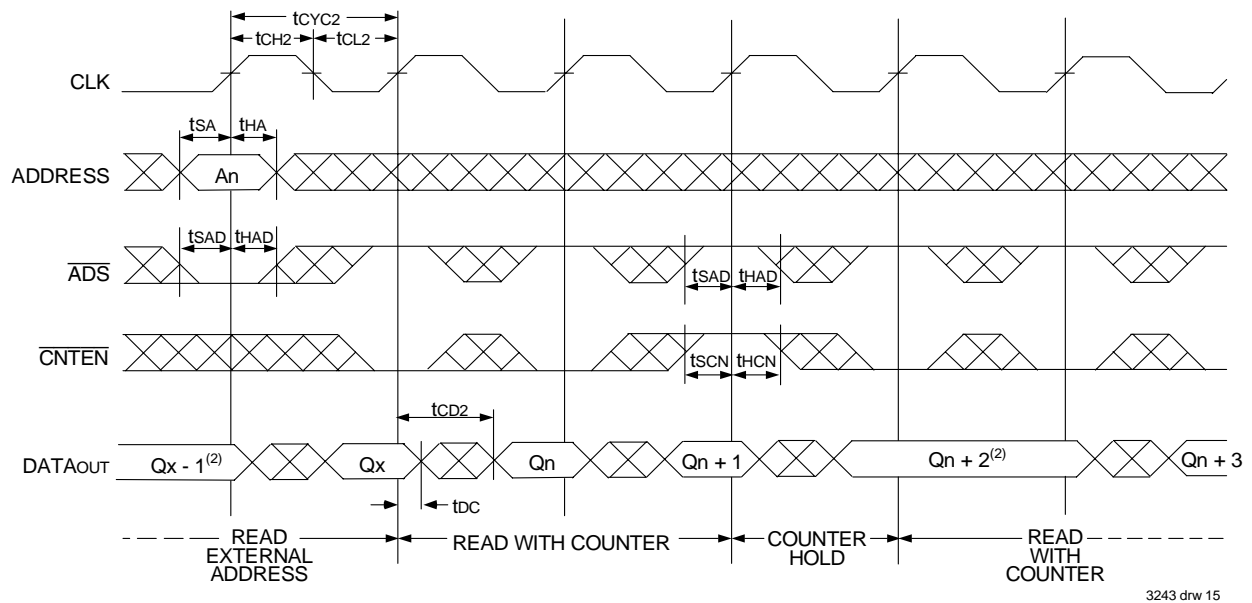 tCYC2
tCH2 tCL2
CLK
tSA tHA
ADDRESS An
tSAD tHAD
ADS tSAD tHAD
CNTEN
tSCN tHCN
tCD2
DATAOUT Qx - 1(2) Qx Qn Qn + 1 Qn + 2(2) Qn + 3
tDC
READ EXTERNAL ADDRESS
READ WITH COUNTER
COUNTER HOLD
READ WITH COUNTER
3243 drw 15